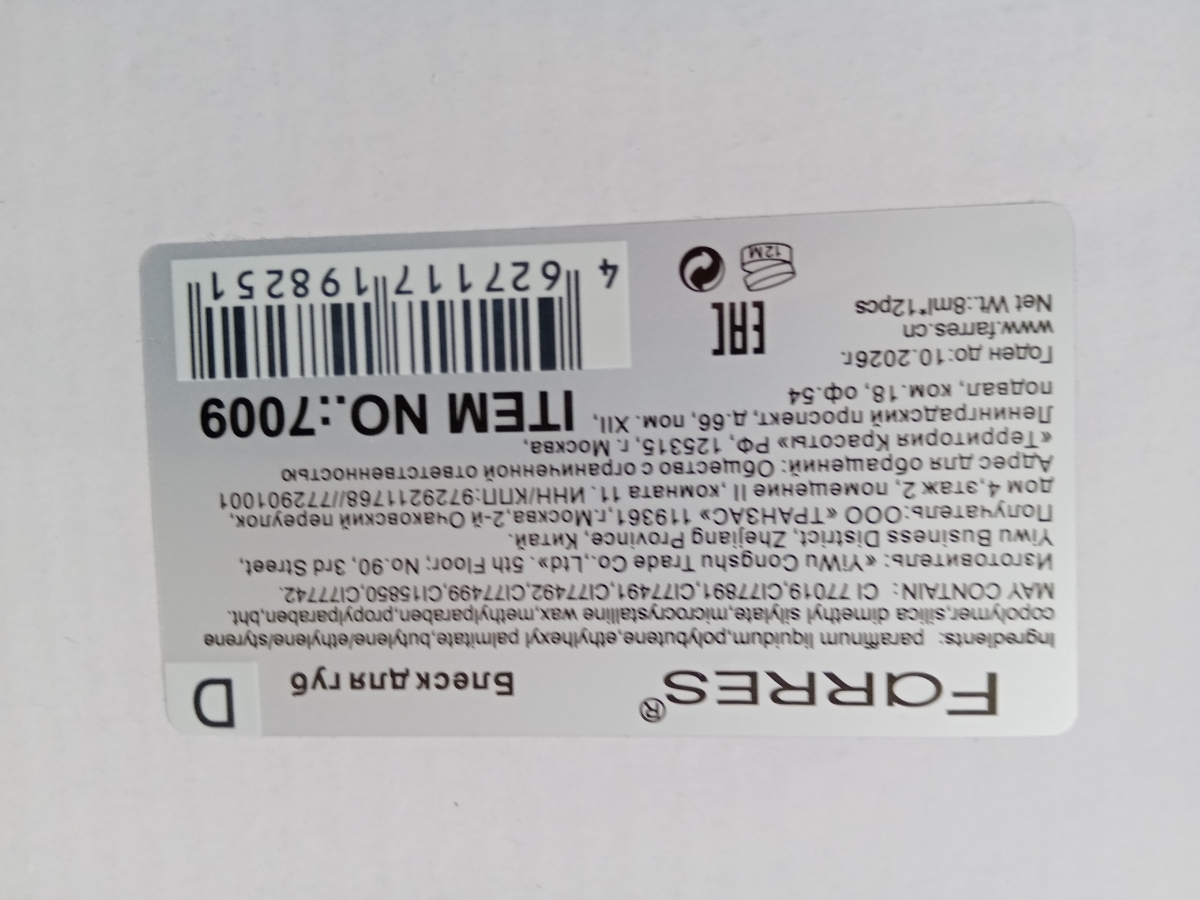 FARRES® Блеск для губ D
Ingredients: paraffinum liquidum,polybutene,ethylhexyl palmitate,butylene/ethylene/styrene
copolymer,silica dimethyl silylate,microcrystalline wax,methylparaben,propylparaben,bht.
MAY CONTAIN: CI 77019,CI77891,CI77491,CI77492,CI77499,CI15850,CI77742.
Изготовитель: «YiWu Congshu Trade Co.,Ltd». 5th Floor; No.90, 3rd Street,
Yiwu Business District, Zhejiang Province, Китай.
Получатель:ООО «ТРАНЗАС» 119361,г.Москва,2-й Очаковский переулок,
дом 4,этаж 2, помещение II ,комната 11. ИНН/КПП:9729211768//772901001
Адрес для обращений: Общество с ограниченной ответственностью
«Территория Красоты» РФ, 125315, г. Москва,
Ленинградский проспект, д.66, пом. XII,
подвал, ком.18, оф.54
ITEM NO.:7009
Годен до:10.2026г.
www.farres.cn
Net Wt.:8ml*12pcs
EAC
12M
4 627117 198251